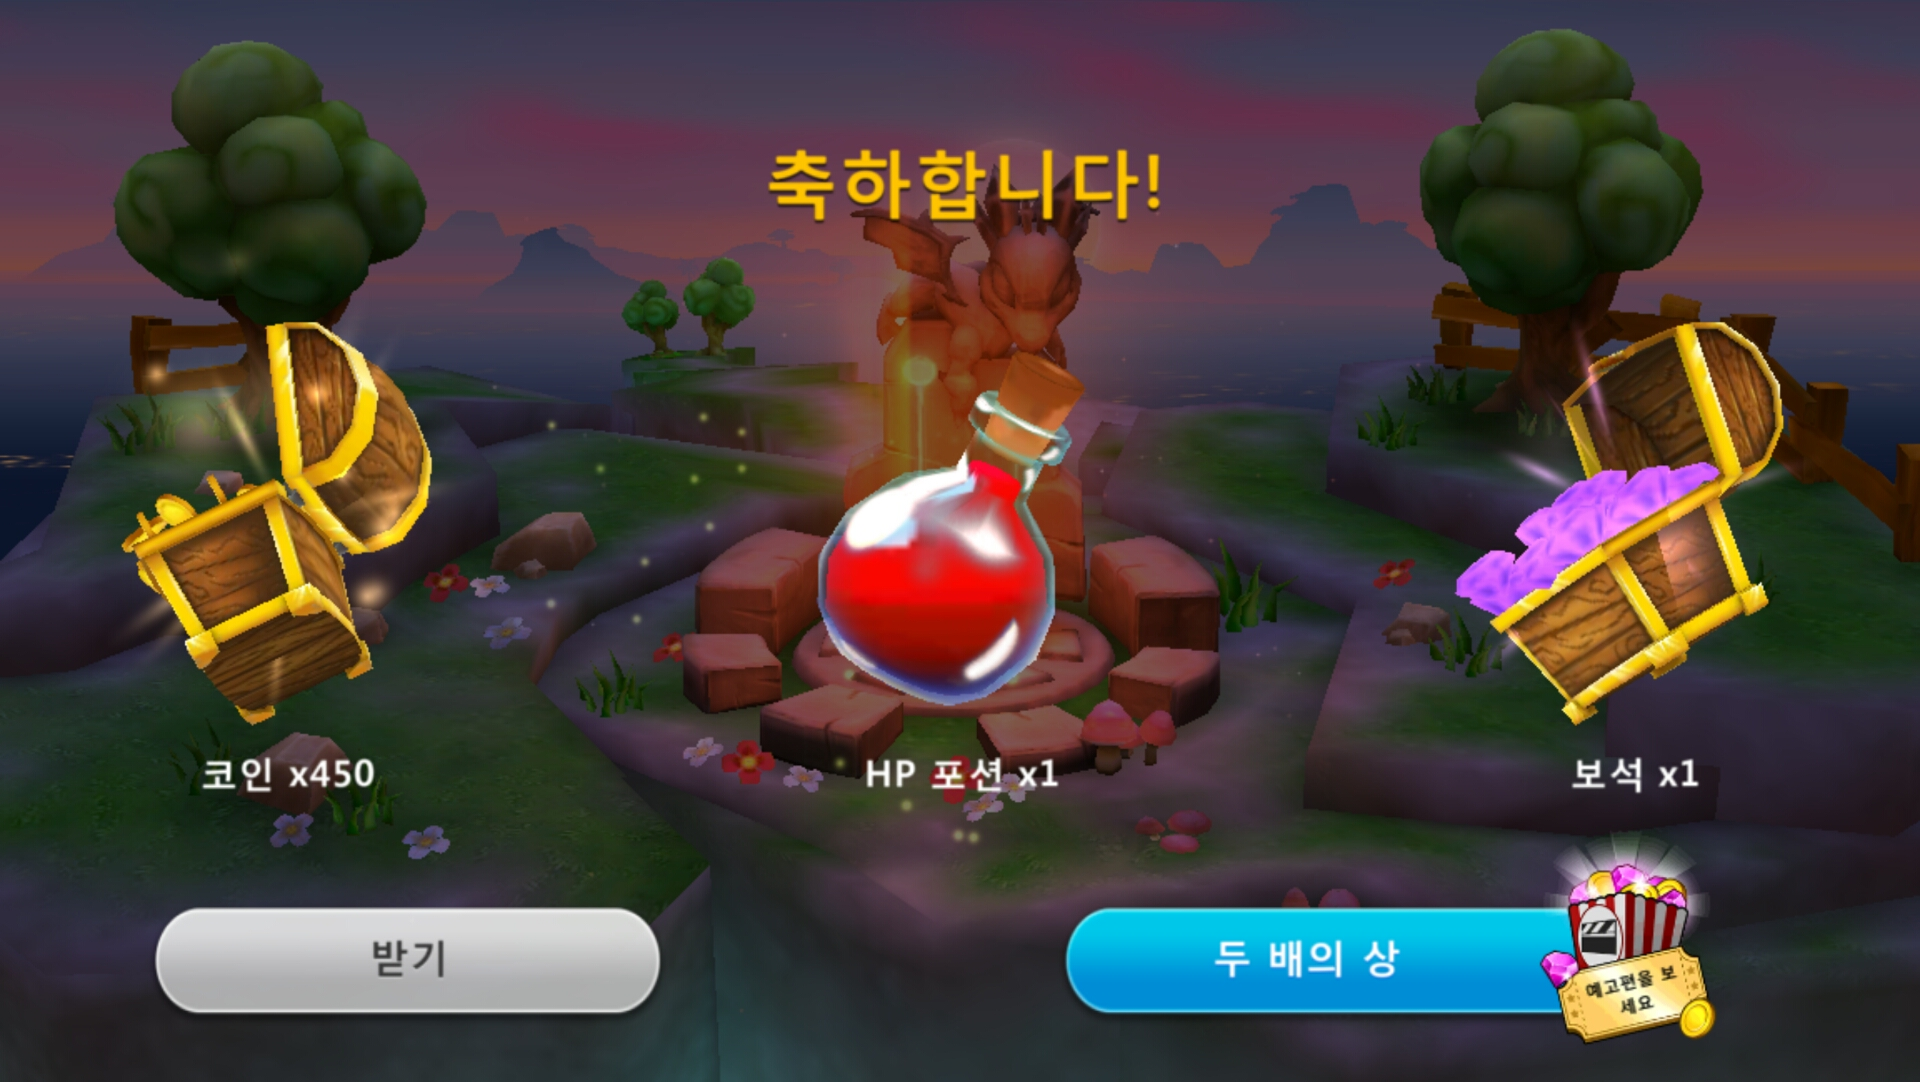 축하합니다!
코인 x450
HP 포션 x1
보석 x1
받기
두 배의 상
예고편을 보
세요